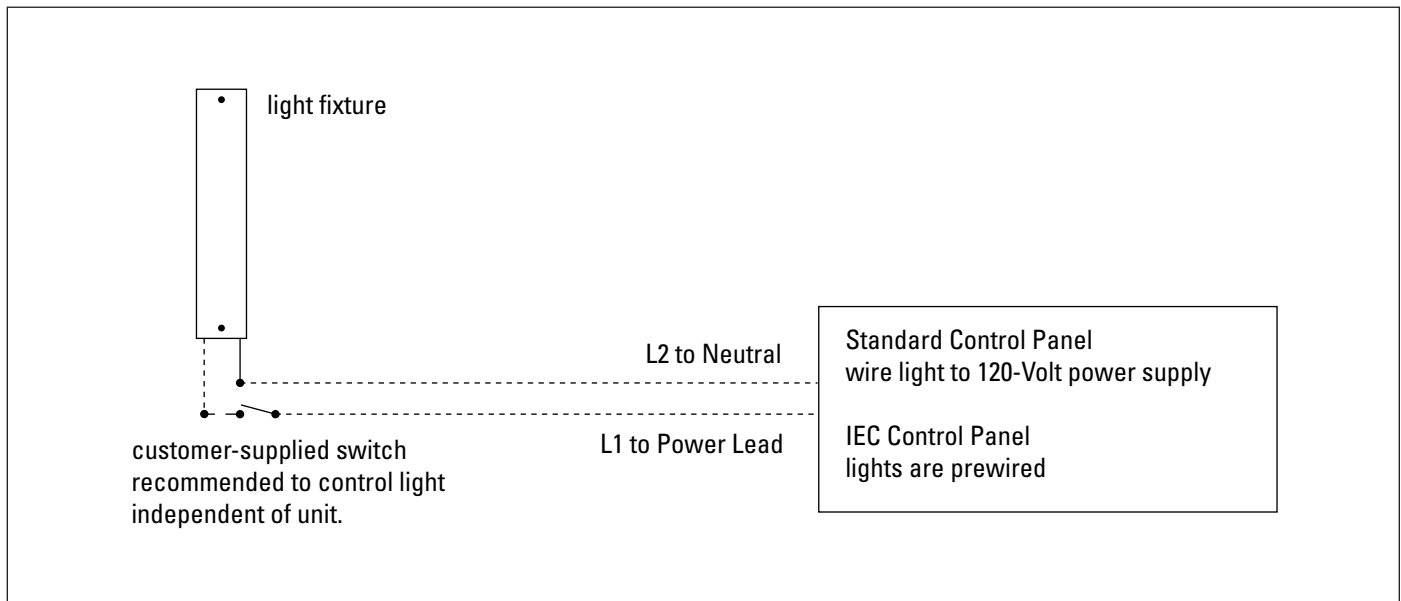 light fixture
L2 to Neutral
L1 to Power Lead
customer-supplied switch
recommended to control light
independent of unit.
Standard Control Panel
wire light to 120-Volt power supply
IEC Control Panel
lights are prewired